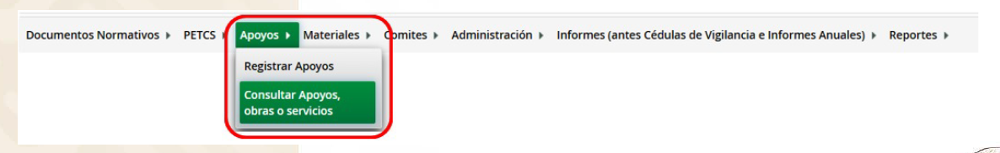 Documentos Normativos PETCS Apoyos Materiales Comites Administración Informes (antes Cédulas de Vigilancia e Informes Anuales) Reportes
Registrar Apoyos
Consultar Apoyos,
obras o servicios